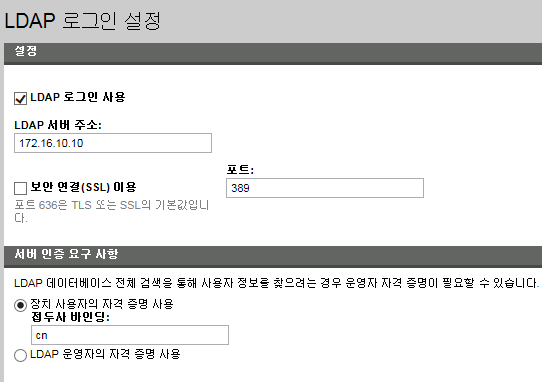 LDAP 로그인 설정
설정
LDAP 로그인 사용
LDAP 서버 주소:
172.16.10.10
포트:
보안 연결(SSL) 이용
389
포트 636은 TLS 또는 SSL의 기본값입니
다.
서버 인증 요구 사항
LDAP 데이터베이스 전체 검색을 통해 사용자 정보를 찾으려는 경우 운영자 자격 증명이 필요할 수 있습니다.
장치 사용자의 자격 증명 사용
접두사 바인딩:
cn
LDAP 운영자의 자격 증명 사용